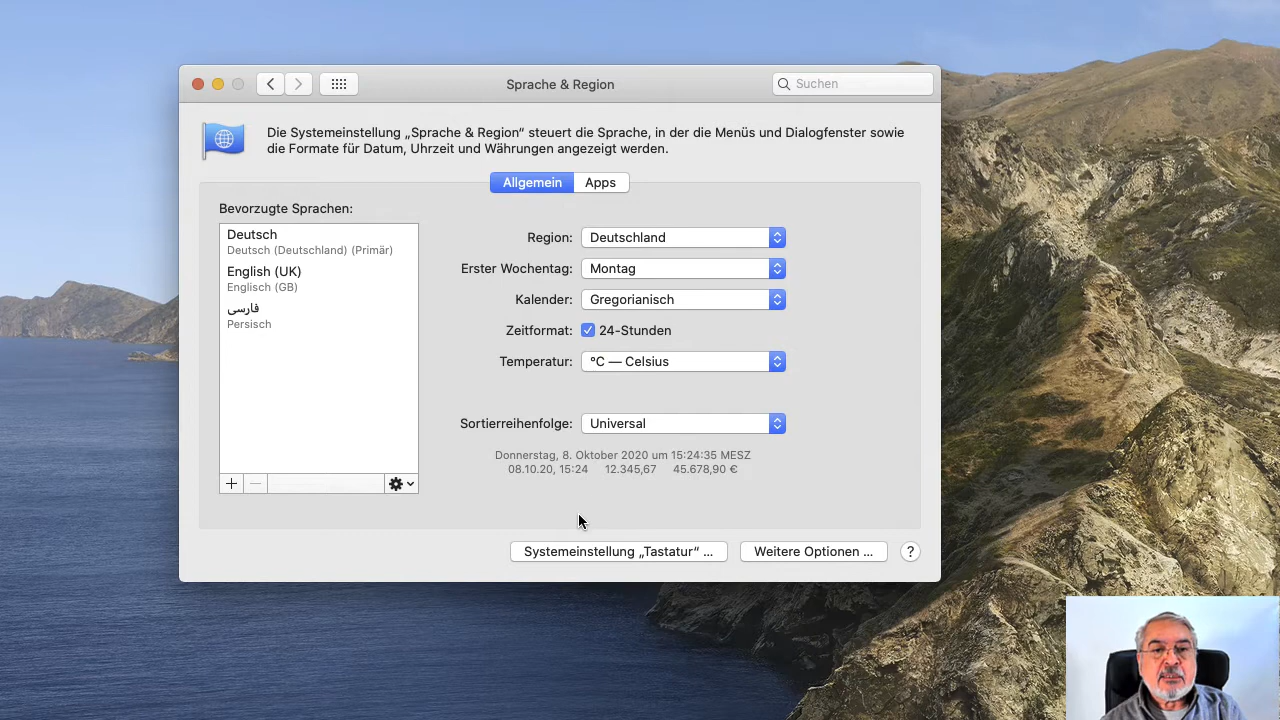 Sprache & Region
Suchen
Die Systemeinstellung „Sprache & Region“ steuert die Sprache, in der die Menüs und Dialogfenster sowie
die Formate für Datum, Uhrzeit und Währungen angezeigt werden.
Allgemein
Apps
Bevorzugte Sprachen:
Deutsch
Deutsch (Deutschland) (Primär)
English (UK)
Englisch (GB)
فارسی
Persisch
Region: Deutschland
Erster Wochentag: Montag
Kalender: Gregorianisch
Zeitformat: 24-Stunden
Temperatur: °C — Celsius
Sortierreihenfolge: Universal
Donnerstag, 8. Oktober 2020 um 15:24:35 MESZ
08.10.20, 15:24 12.345,67 45.678,90 €
Systemeinstellung „Tastatur“ ...
Weitere Optionen ...
?